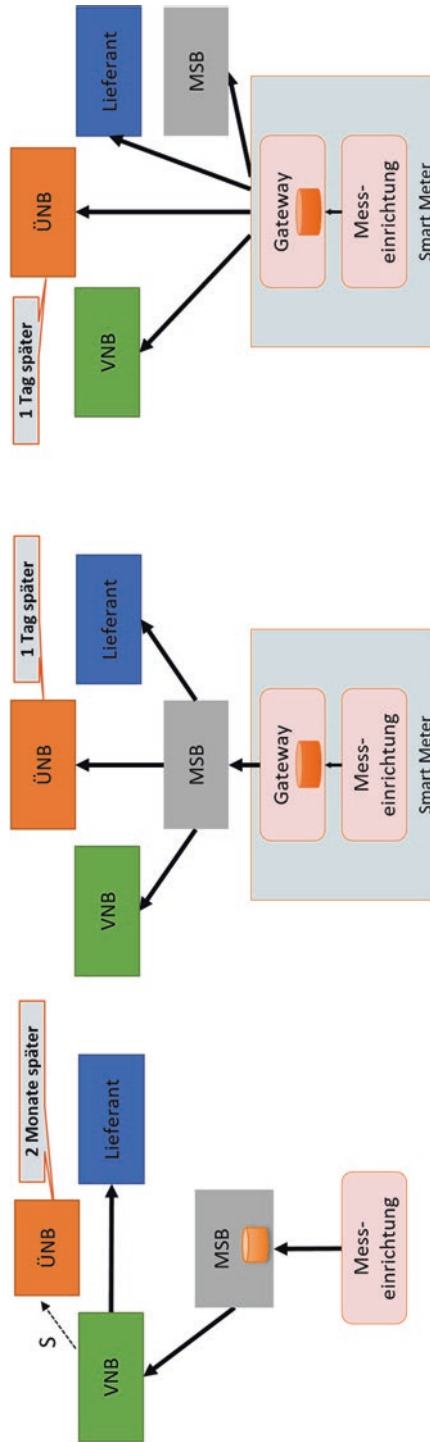 2 Monate später
ÜNB
S
VNB
Lieferant
MSB
Mess-
einrichtung
1 Tag später
ÜNB
VNB
Lieferant
MSB
Gateway
Mess-
einrichtung
Smart Meter
1 Tag später
ÜNB
VNB
Lieferant
MSB
Gateway
Mess-
einrichtung
Smart Meter